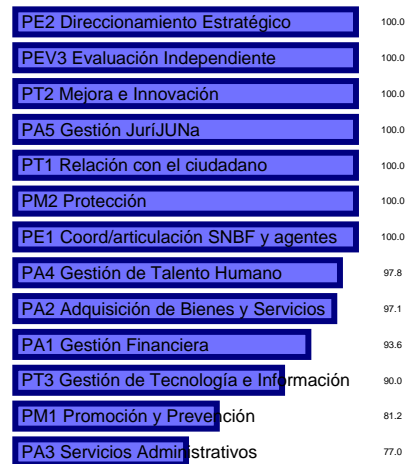 PE2 Direccionamiento Estratégico 100.0
PEV3 Evaluación Independiente 100.0
PT2 Mejora e Innovación 100.0
PA5 Gestión JuríJUNa 100.0
PT1 Relación con el ciudadano 100.0
PM2 Protección 100.0
PE1 Coord/articulación SNBF y agentes 100.0
PA4 Gestión de Talento Humano 97.8
PA2 Adquisición de Bienes y Servicios 97.1
PA1 Gestión Financiera 93.6
PT3 Gestión de Tecnología e Información 90.0
PM1 Promoción y Prevención 81.2
PA3 Servicios Administrativos 77.0